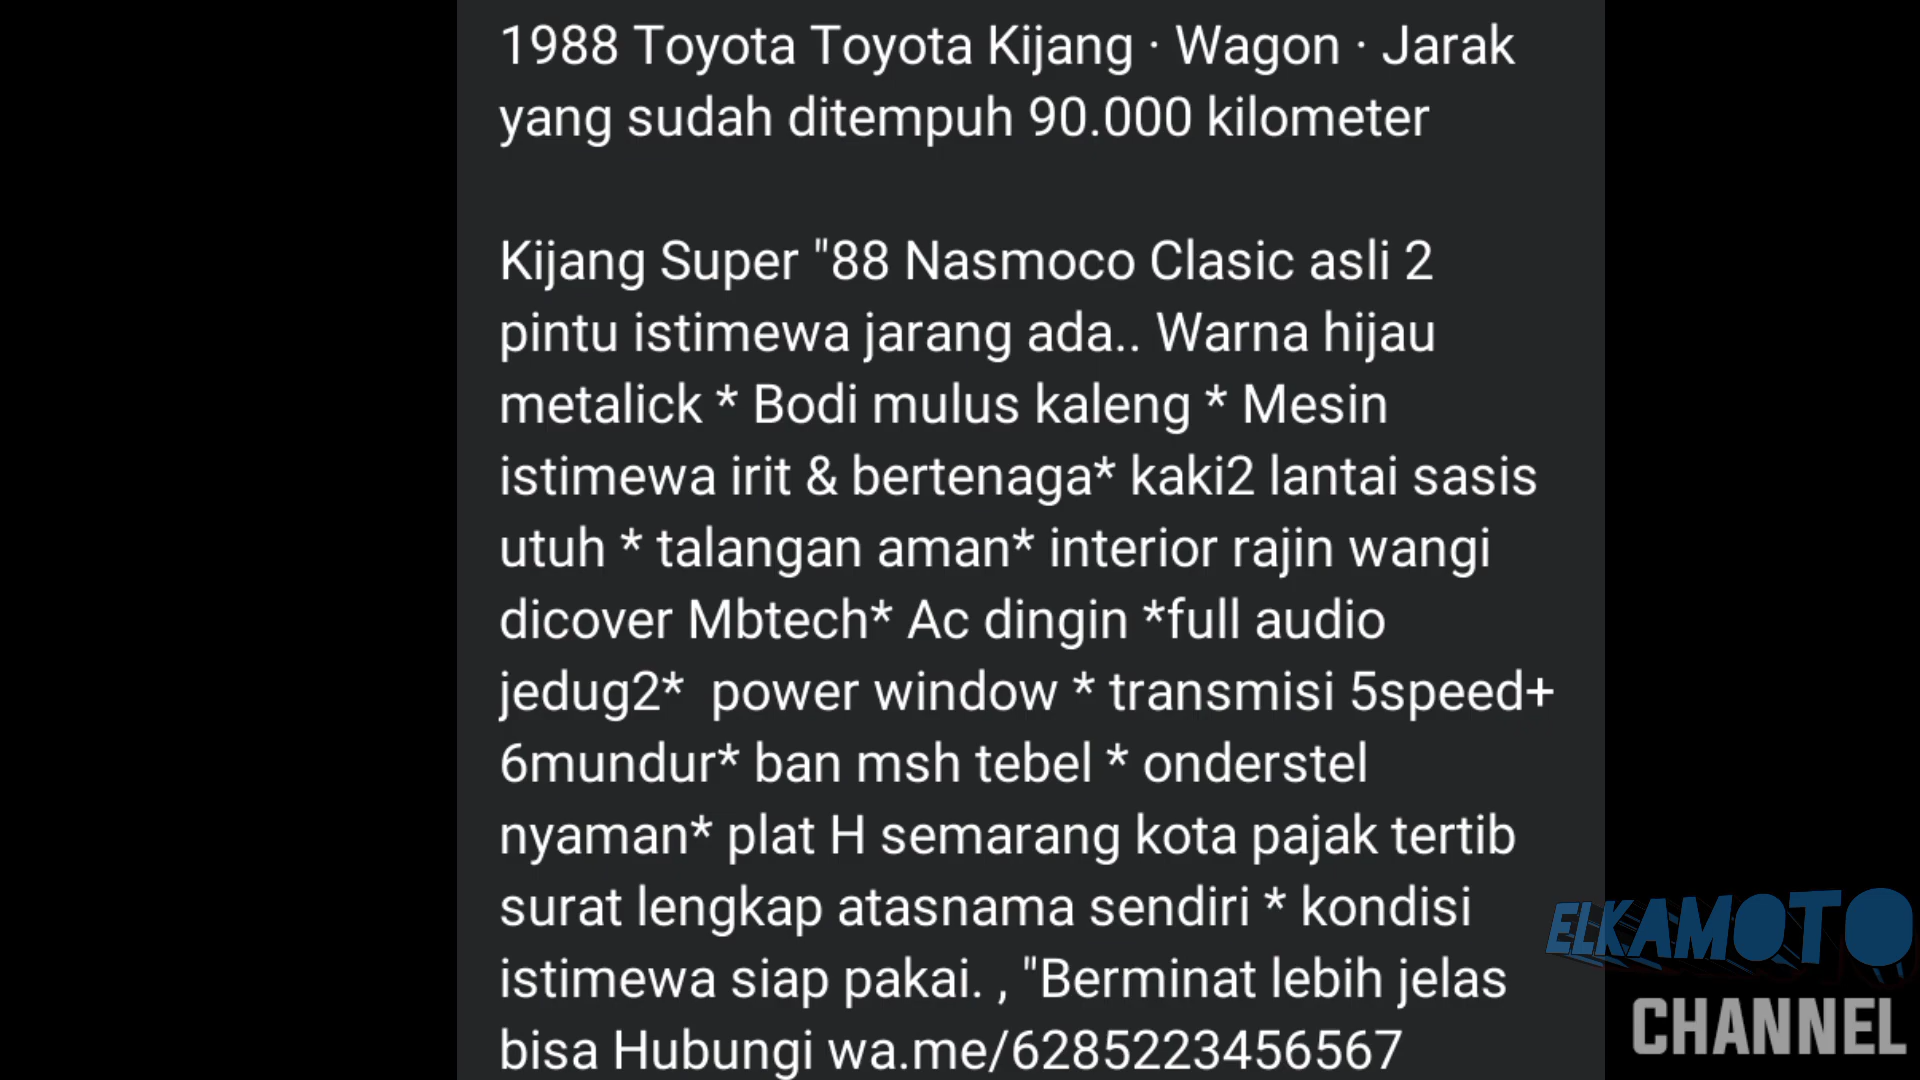 1988 Toyota Toyota Kijang · Wagon · Jarak
yang sudah ditempuh 90.000 kilometer
Kijang Super "88 Nasmoco Clasic asli 2
pintu istimewa jarang ada.. Warna hijau
metalick * Bodi mulus kaleng * Mesin
istimewa irit & bertenaga* kaki2 lantai sasis
utuh * talangan aman* interior rajin wangi
dicover Mbtech* Ac dingin *full audio
jedug2*  power window * transmisi 5speed+
6mundur* ban msh tebel * onderstel
nyaman* plat H semarang kota pajak tertib
surat lengkap atasnama sendiri * kondisi
istimewa siap pakai. , "Berminat lebih jelas
bisa Hubungi wa.me/6285223456567
ELKAMOTO
CHANNEL